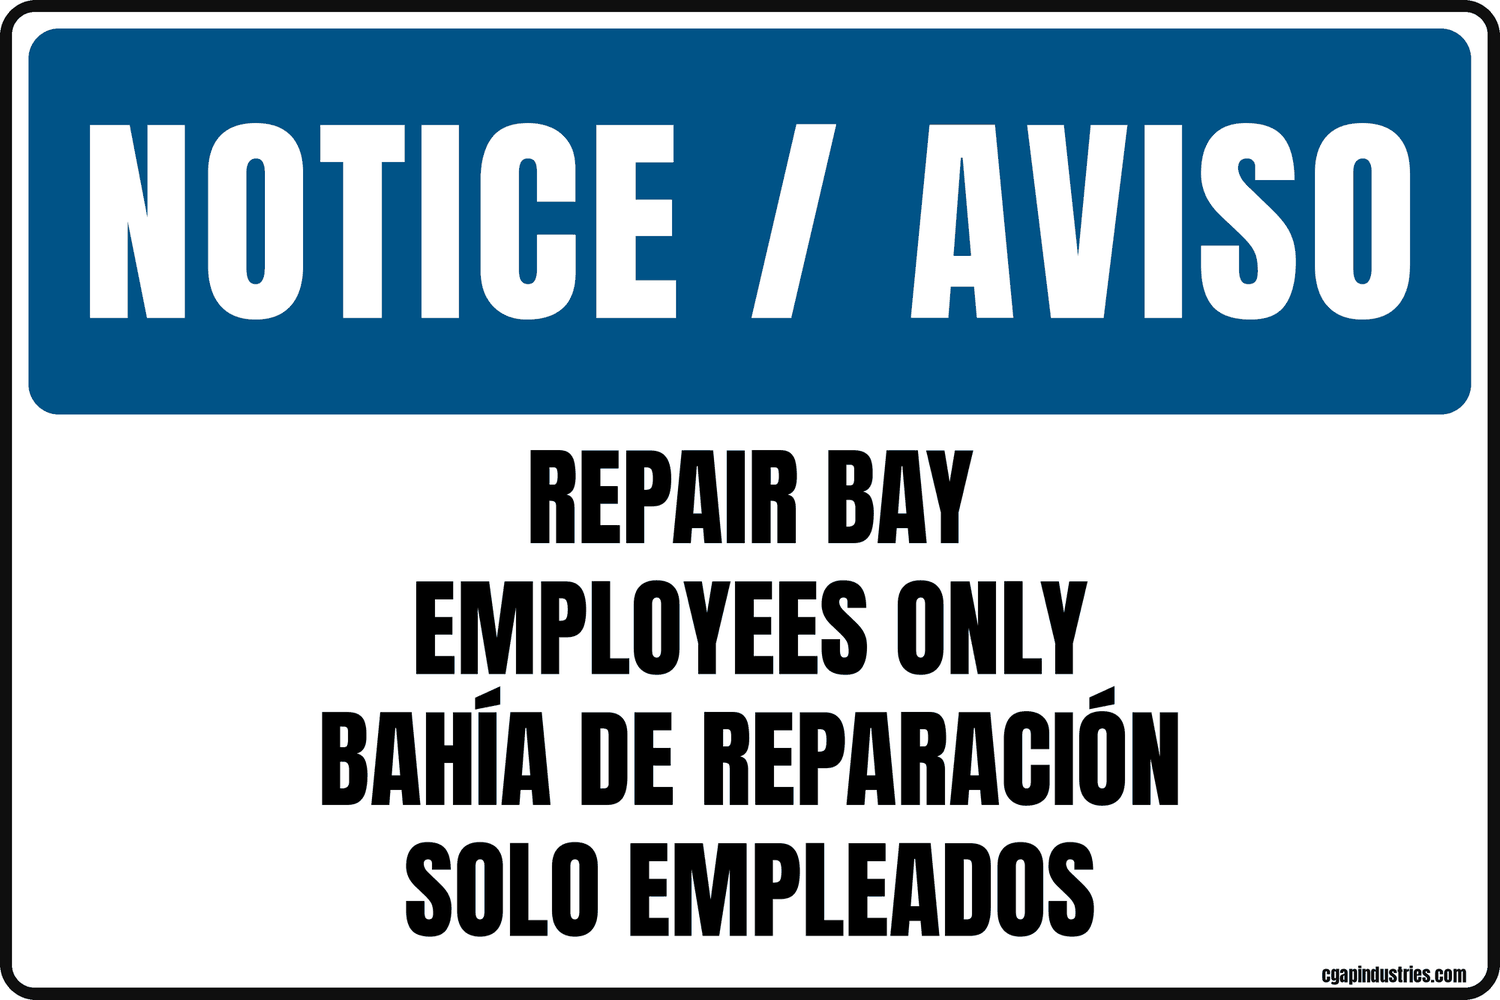 NOTICE / AVISO
REPAIR BAY
EMPLOYEES ONLY
BAHÍA DE REPARACIÓN
SOLO EMPLEADOS
cgapindustries.com